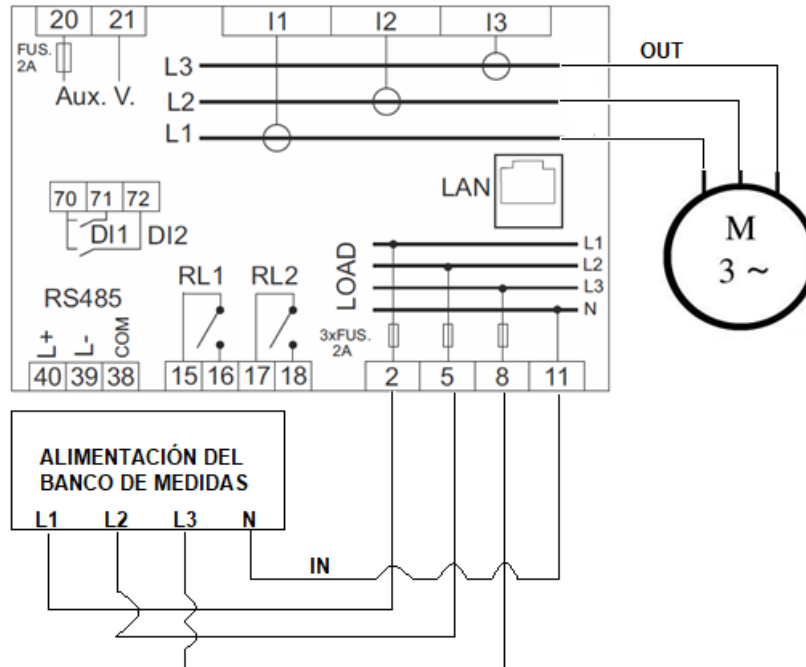 20 21 I1 I2 I3
FUS.
2A
Aux. V.
L3
L2
L1
OUT
M
3 ~
LAN
70 71 72
DI1 DI2
RS485
L+ L- COM
40 39 38
RL1 RL2
15 16 17 18
LOAD
L1
L2
L3
N
3xFUS.
2A
2 5 8 11
ALIMENTACIÓN DEL
BANCO DE MEDIDAS
L1 L2 L3 N
IN